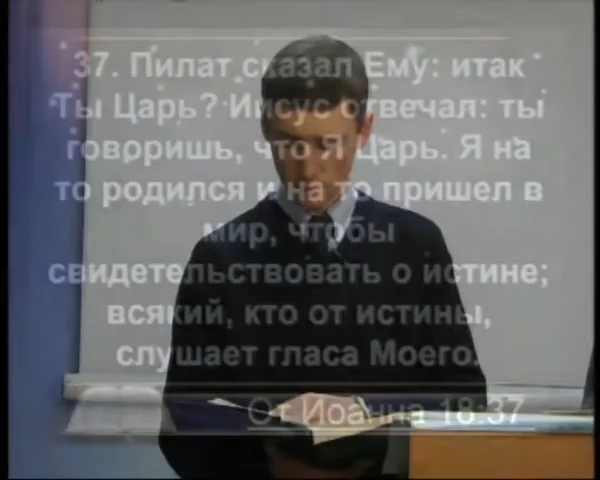 37. Пилат сказал Ему: итак
Ты Царь? Иисус отвечал: ты
говоришь, что Я Царь. Я на
то родился и на то пришел в
мир, чтобы
свидетельствовать о истине;
всякий, кто от истины,
слушает гласа Моего.
От Иоанна 18:37